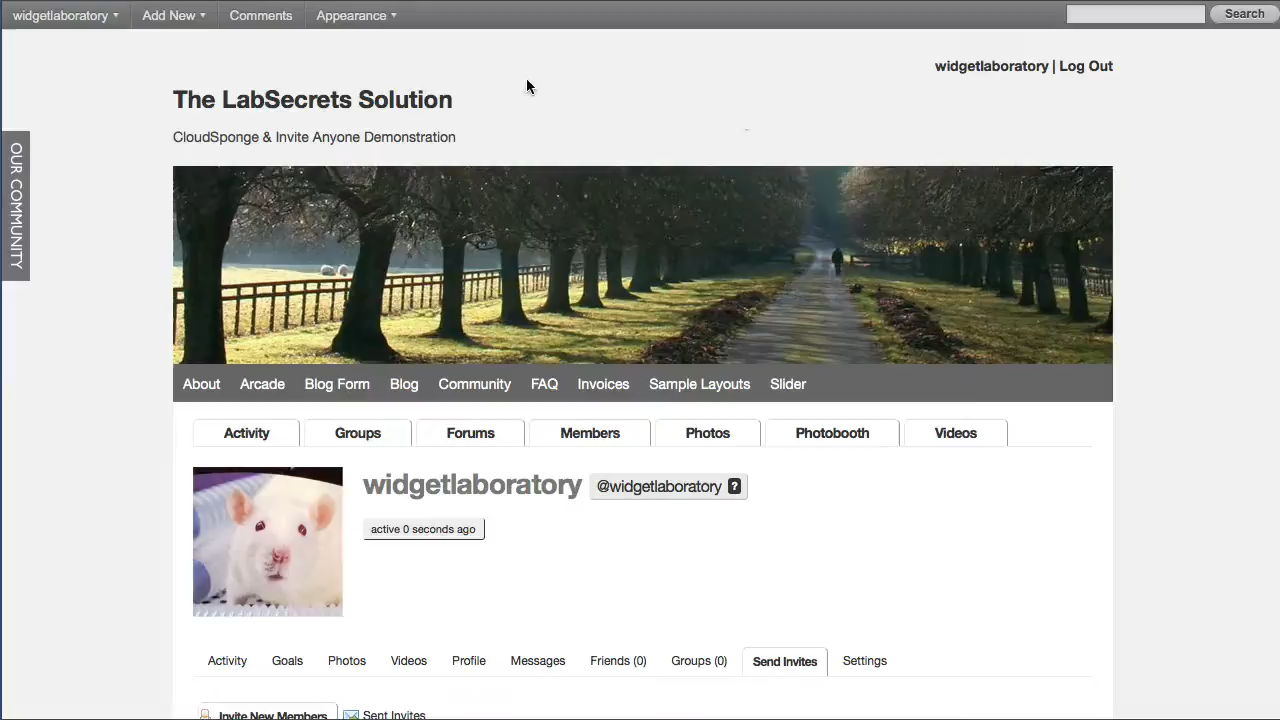 widgetlaboratory Add New Comments Appearance Search
widgetlaboratory | Log Out
The LabSecrets Solution
CloudSponge & Invite Anyone Demonstration
OUR COMMUNITY
About Arcade Blog Form Blog Community FAQ Invoices Sample Layouts Slider
Activity Groups Forums Members Photos Photobooth Videos
widgetlaboratory @widgetlaboratory ?
active 0 seconds ago
Activity Goals Photos Videos Profile Messages Friends (0) Groups (0) Send Invites Settings
Invite New Members Sent Invites